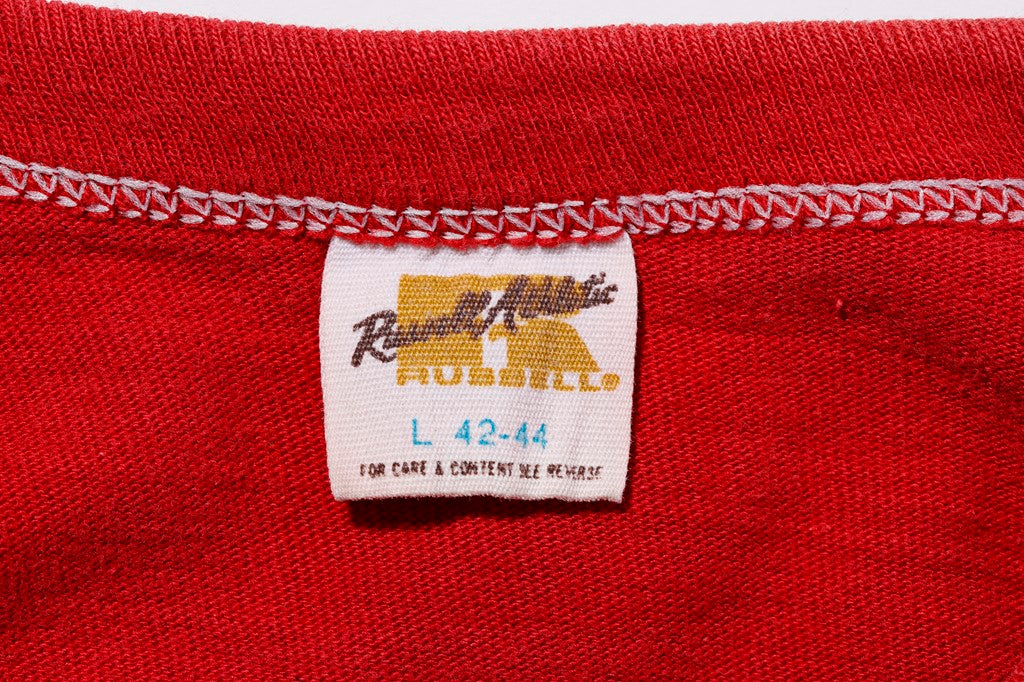 Russell Athletic
R
RUSSELL®
L 42-44
FOR CARE & CONTENT SEE REVERSE